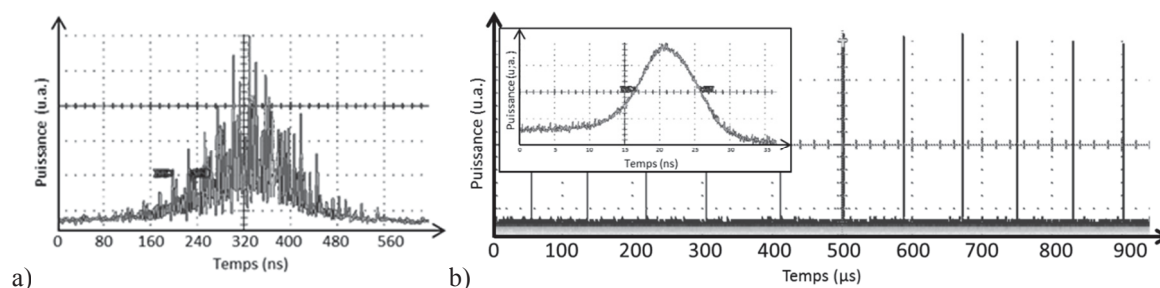 Puissance (u.a.)
0 80 160 240 320 400 480 560
Temps (ns)
a)
Puissance (u.a.)
Puissance (u;a.)
0 5 10 15 20 25 30 35
Temps (ns)
0 100 200 300 400 500 600 700 800 900
Temps (µs)
b)